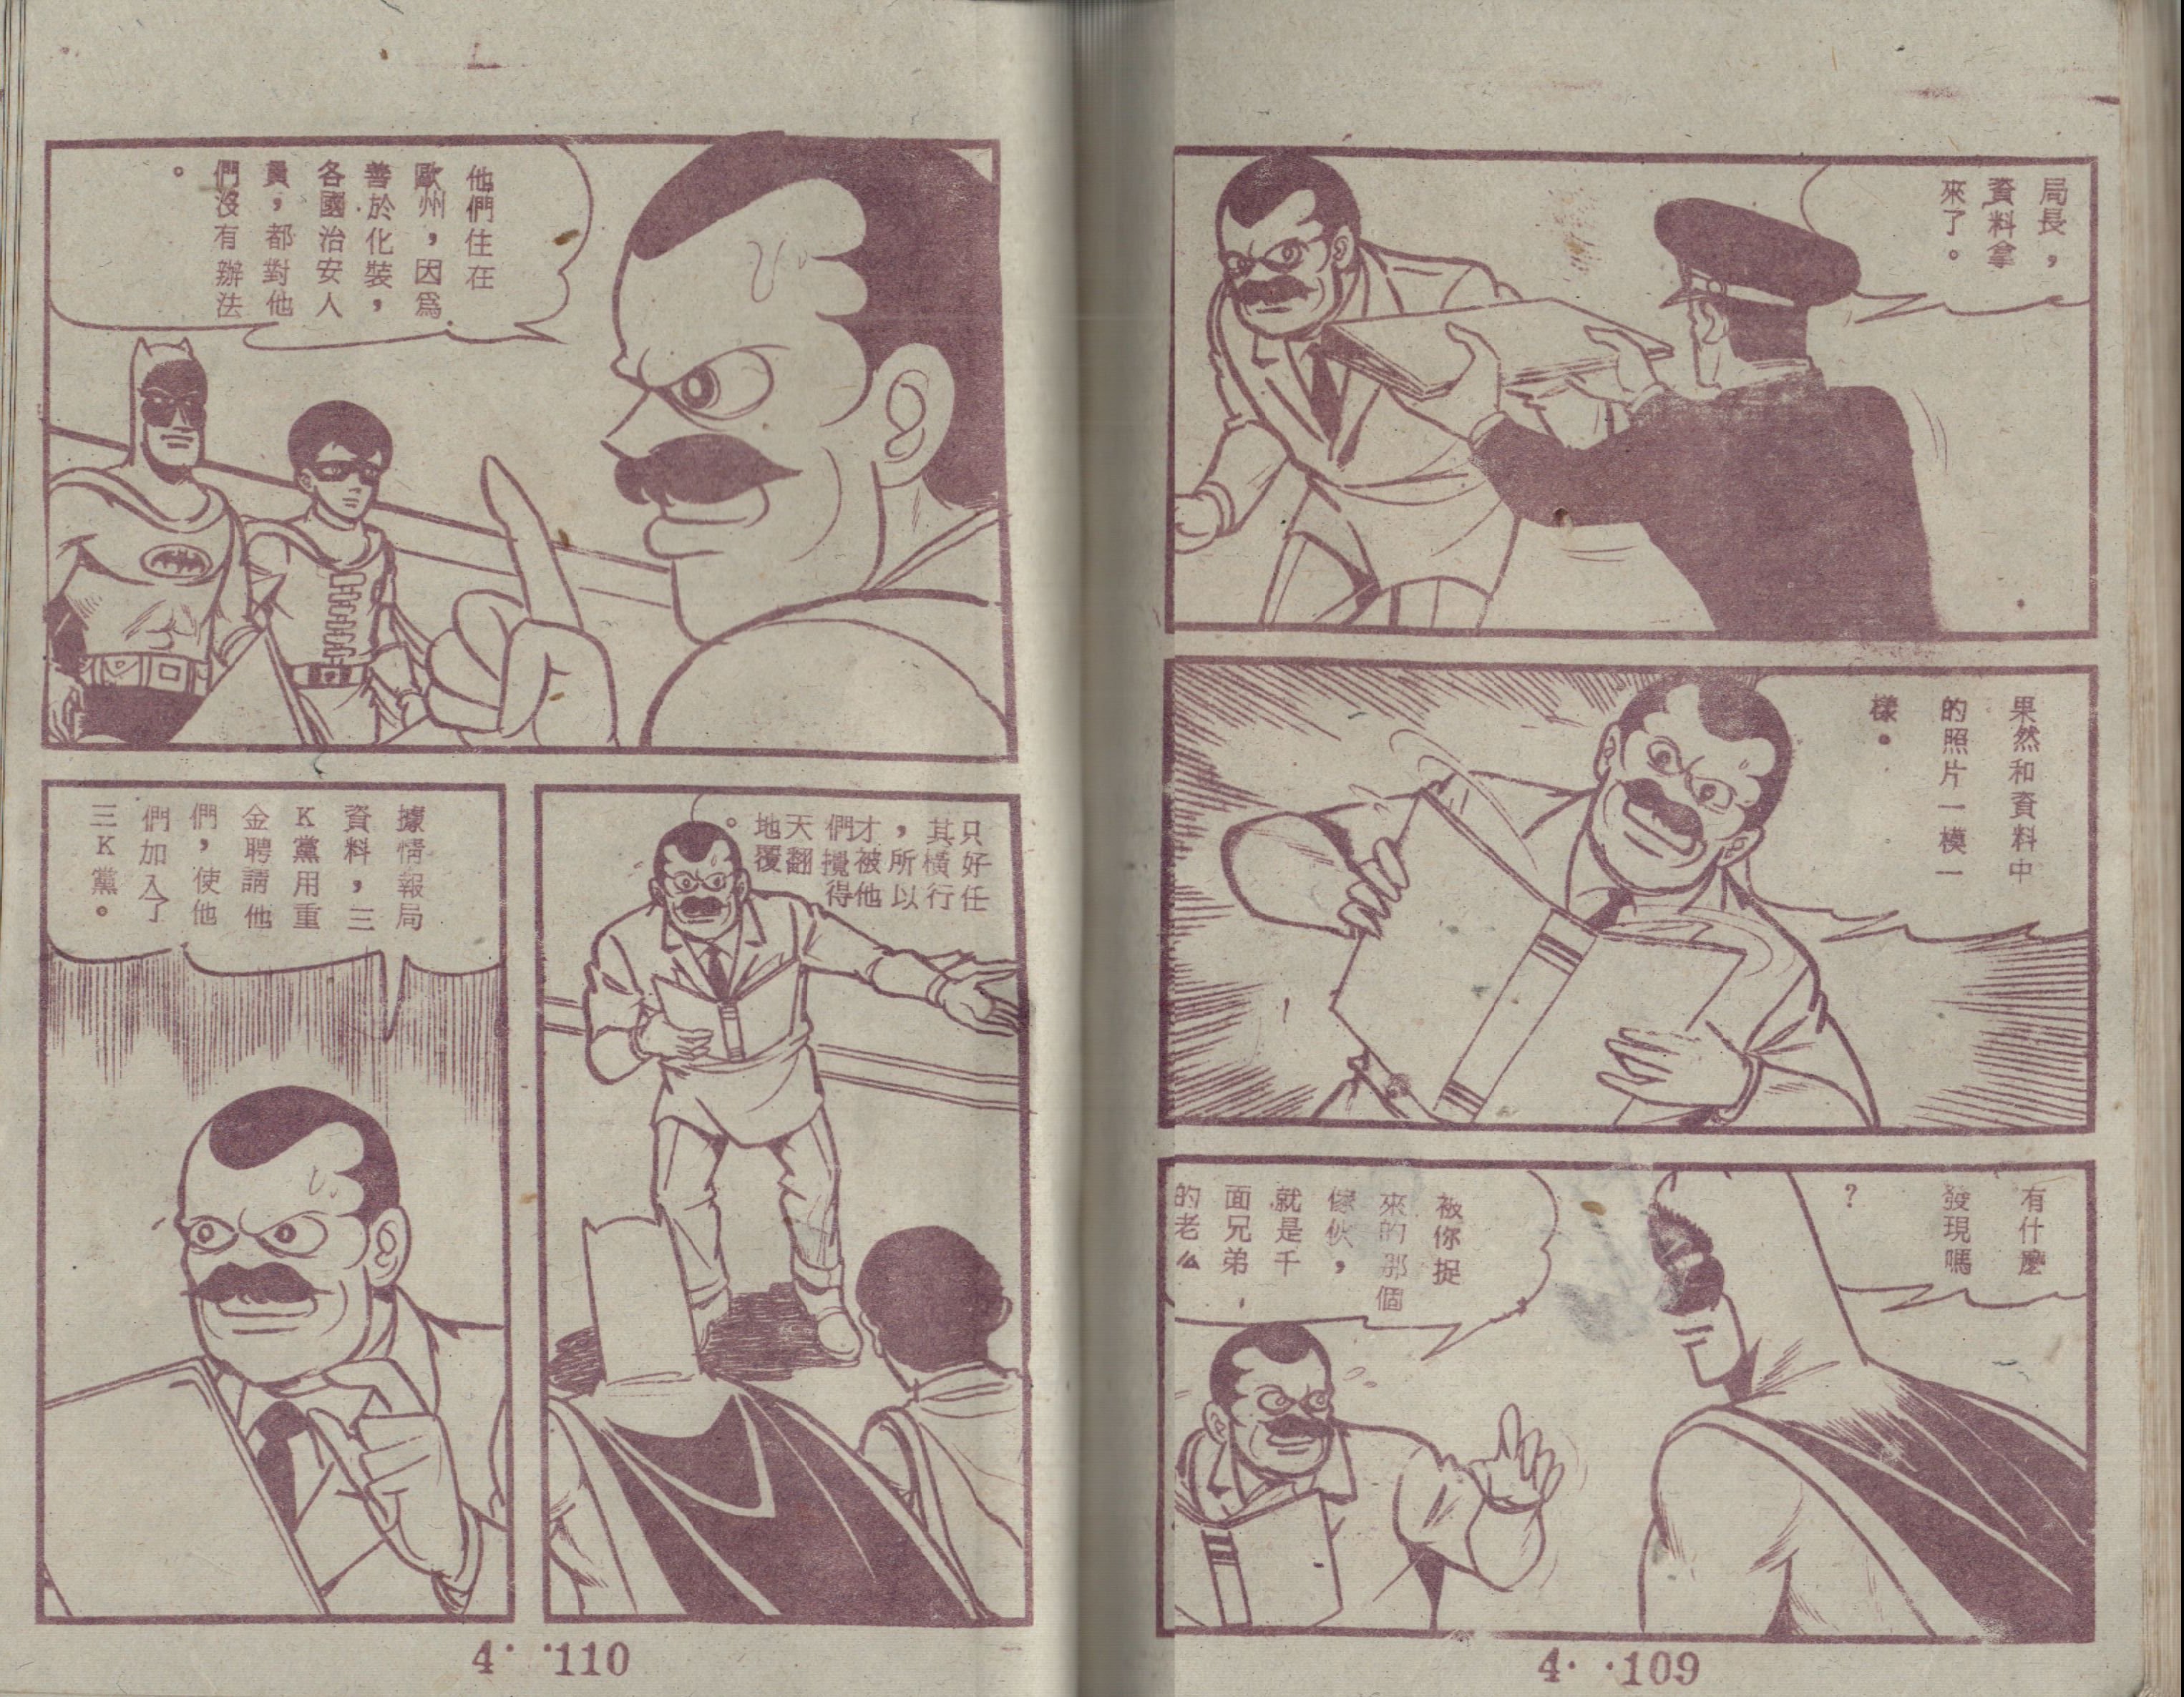 局長，
資料拿
來了。
果然和資料中
的照片一模一
樣。
有什麼
發現嗎
？
被你捉
來的那個
傢伙，
就是千
面兄弟
的老么
4··109
他們住在
歐州，因爲
善於化裝，
各國治安人
員，都對他
們沒有辦法
。
只好任
其橫行
，所以
才被他
們攪得
天翻
地覆
。
據情報局
資料，三
K黨用重
金聘請他
們，使他
們加入了
三K黨。
4··110